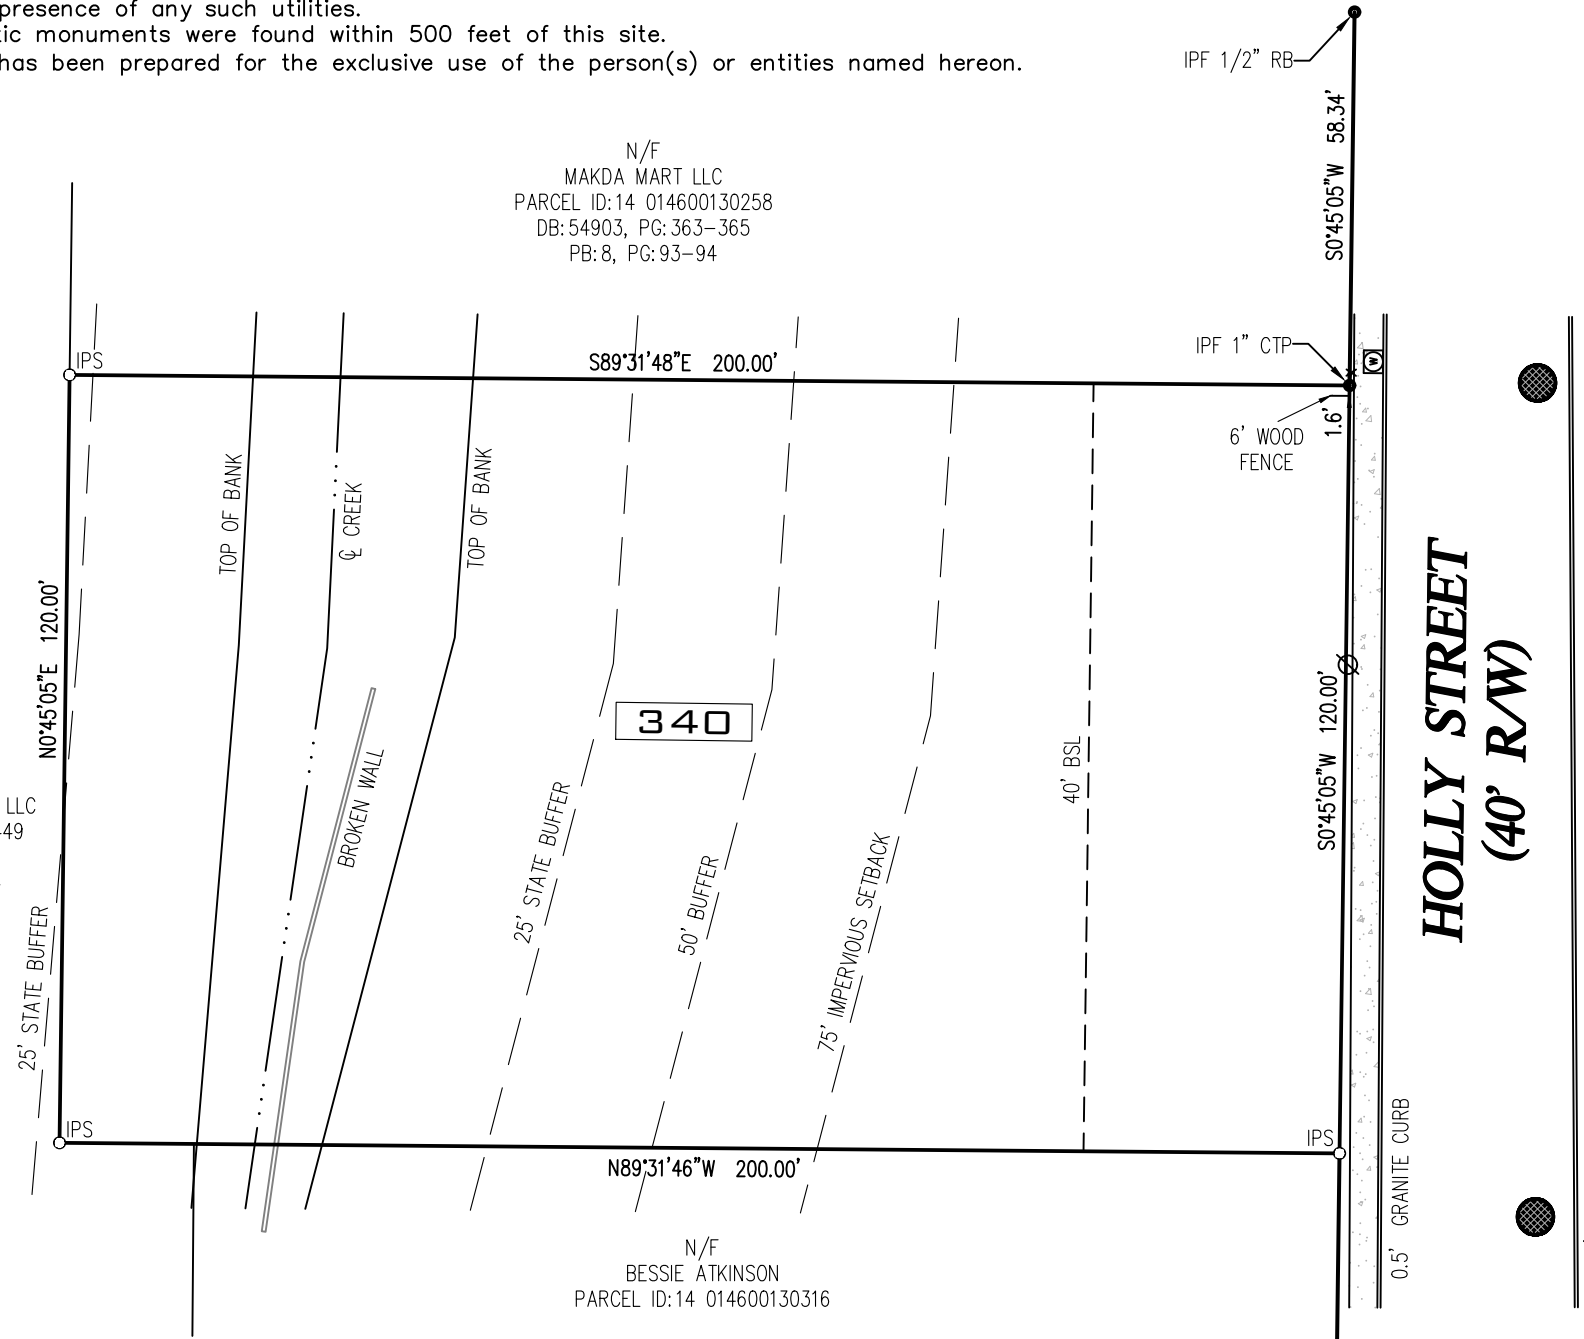 presence of any such utilities.
tic monuments were found within 500 feet of this site.
has been prepared for the exclusive use of the person(s) or entities named hereon.
IPF 1/2" RB
S0°45'05"W 58.34'
N/F
MAKDA MART LLC
PARCEL ID:14 014600130258
DB:54903, PG:363-365
PB:8, PG:93-94
IPS
S89°31'48"E 200.00'
IPF 1" CTP
W
1.6'
6' WOOD
FENCE
TOP OF BANK
℄ CREEK
TOP OF BANK
N0°45'05"E 120.00'
340
BROKEN WALL
25' STATE BUFFER
50' BUFFER
75' IMPERVIOUS SETBACK
40' BSL
S0°45'05"W 120.00'
HOLLY STREET
(40' R/W)
LLC
49
25' STATE BUFFER
IPS
N89°31'46"W 200.00'
IPS
0.5' GRANITE CURB
N/F
BESSIE ATKINSON
PARCEL ID:14 014600130316